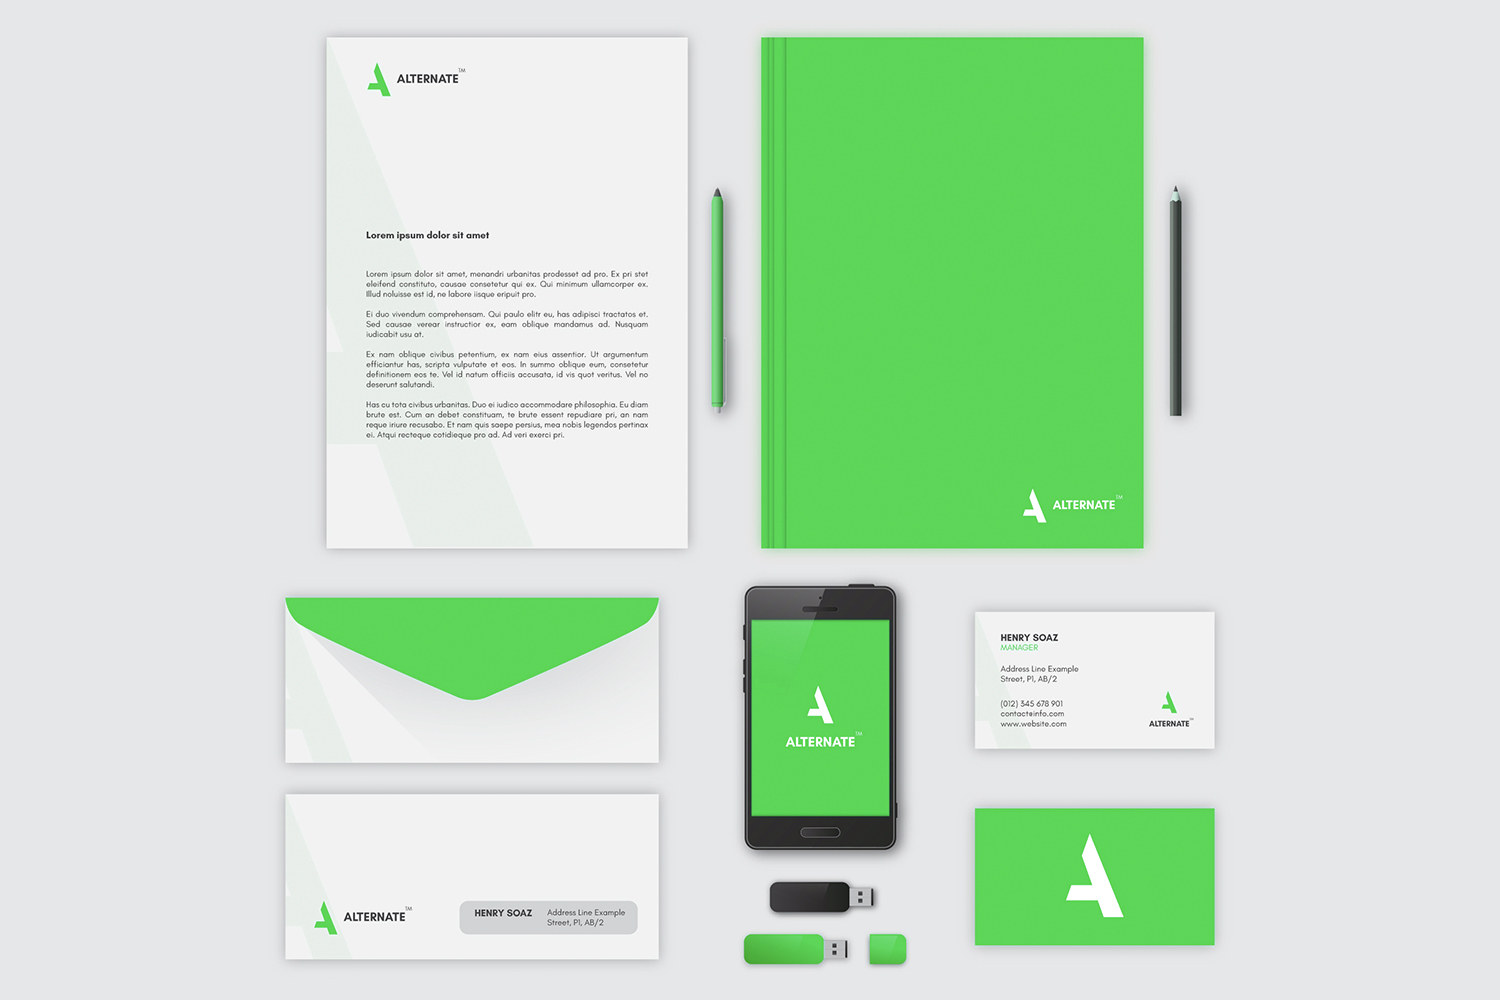 ALTERNATE™
Lorem ipsum dolor sit amet
Lorem ipsum dolor sit amet, menandri urbanitas prodesset ad pro. Ex pri stet
eleifend constituto, causae consetetur qui ex. Qui minimum ullamcorper ex.
Illud noluisse est id, ne labore iisque eripuit pro.
Ei duo vivendum comprehensam. Qui paulo elitr eu, has adipisci tractatos et.
Sed causae verear instructior ex, eam oblique mandamus ad. Nusquam
iudicabit usu at.
Ex nam oblique civibus petentium, ex nam eius assentior. Ut argumentum
efficiantur has, scripta vulputate et eos. In summo oblique eum, consetetur
definitionem eos te. Vel id natum officiis accusata, id vis quot veritus. Vel no
deserunt salutandi.
Has cu tota civibus urbanitas. Duo ei iudico accommodare philosophia. Eu diam
brute est. Cum an debet constituam, te brute essent repudiare pri, an nam
reque iriure recusabo. Et nam quis saepe persius, mea nobis legendos pertinax
ei. Atqui recteque cotidieque pro ad. Ad veri exerci pri.
ALTERNATE™
ALTERNATE™
HENRY SOAZ
MANAGER
Address Line Example
Street, P1, AB/2
(012) 345 678 901
contact@info.com
www.website.com
ALTERNATE™
ALTERNATE™
HENRY SOAZ
Address Line Example
Street, P1, AB/2